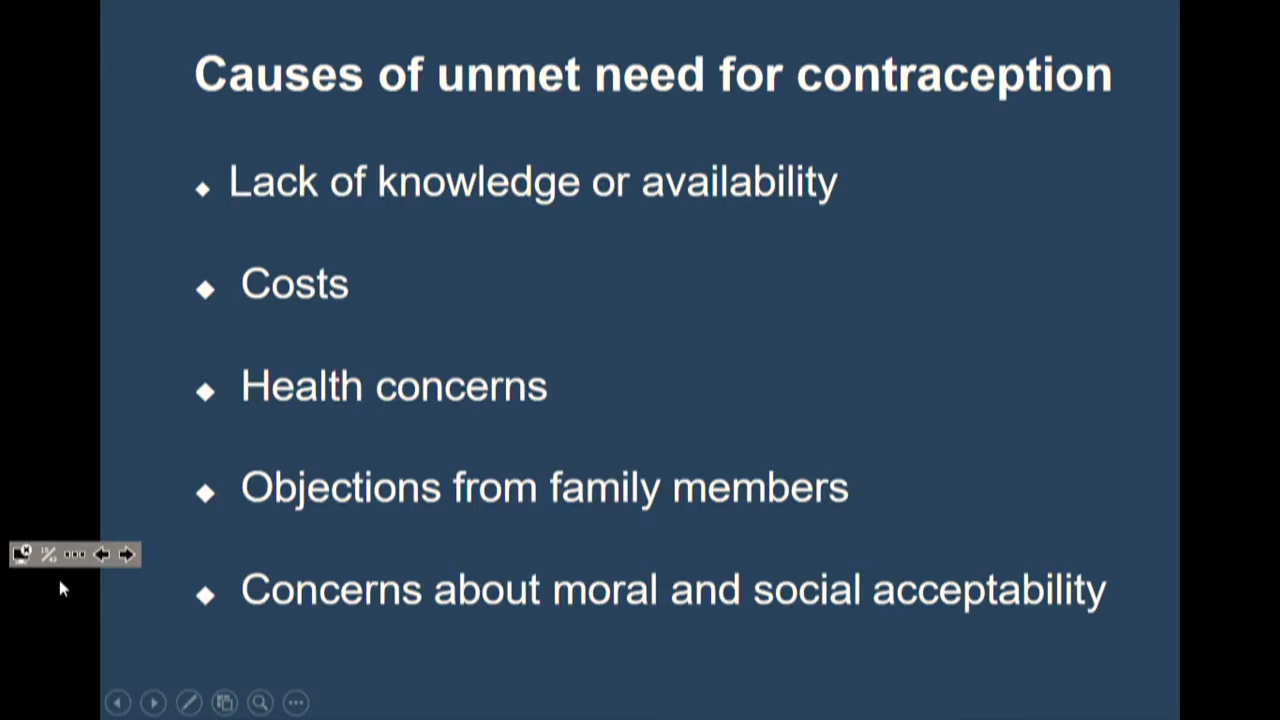 Causes of unmet need for contraception
Lack of knowledge or availability
Costs
Health concerns
Objections from family members
Concerns about moral and social acceptability